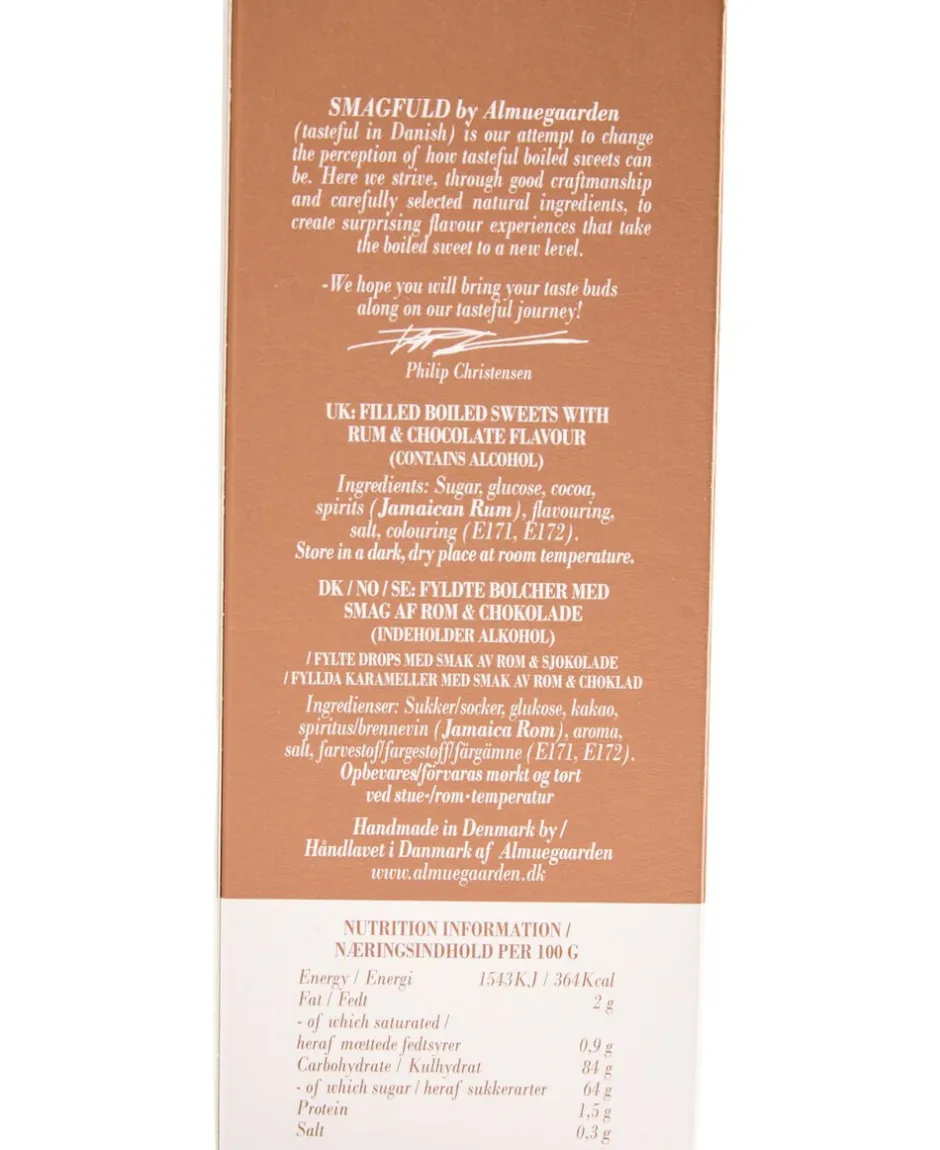 SMAGFULD by Almuegaarden
(tasteful in Danish) is our attempt to change
the perception of how tasteful boiled sweets can
be. Here we strive, through good craftmanship
and carefully selected natural ingredients, to
create surprising flavour experiences that take
the boiled sweet to a new level.
-We hope you will bring your taste buds
along on our tasteful journey!
Philip Christensen
UK: FILLED BOILED SWEETS WITH
RUM & CHOCOLATE FLAVOUR
(CONTAINS ALCOHOL)
Ingredients: Sugar, glucose, cocoa,
spirits (Jamaican Rum), flavouring,
salt, colouring (E171, E172).
Store in a dark, dry place at room temperature.
DK / NO / SE: FYLDTE BOLCHER MED
SMAG AF ROM & CHOKOLADE
(INDEHOLDER ALKOHOL)
/ FYLTE DROPS MED SMAK AV ROM & SJOKOLADE
/ FYLLDA KARAMELLER MED SMAK AV ROM & CHOKLAD
Ingredienser: Sukker/socker, glukose, kakao,
spiritus/brennevin (Jamaica Rom), aroma,
salt, farvestof/fargestoff/färgämne (E171, E172).
Opbevares/förvaras mørkt og tørt
ved stue-/rom-temperatur
Handmade in Denmark by /
Håndlavet i Danmark af Almuegaarden
www.almuegaarden.dk
NUTRITION INFORMATION /
NÆRINGSINDHOLD PER 100 G
Energy / Energi 1543KJ / 364Kcal
Fat / Fedt 2 g
- of which saturated /
heraf mættede fedtsyrer 0,9 g
Carbohydrate / Kulhydrat 84 g
- of which sugar / heraf sukkerarter 64 g
Protein 1,5 g
Salt 0,3 g